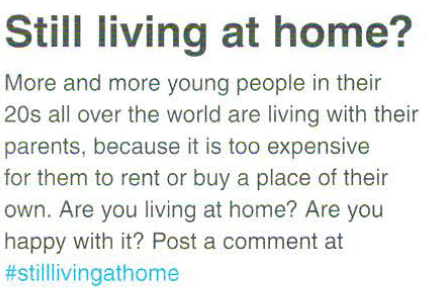 Still living at home?
More and more young people in their
20s all over the world are living with their
parents, because it is too expensive
for them to rent or buy a place of their
own. Are you living at home? Are you
happy with it? Post a comment at
#stilllivingathome